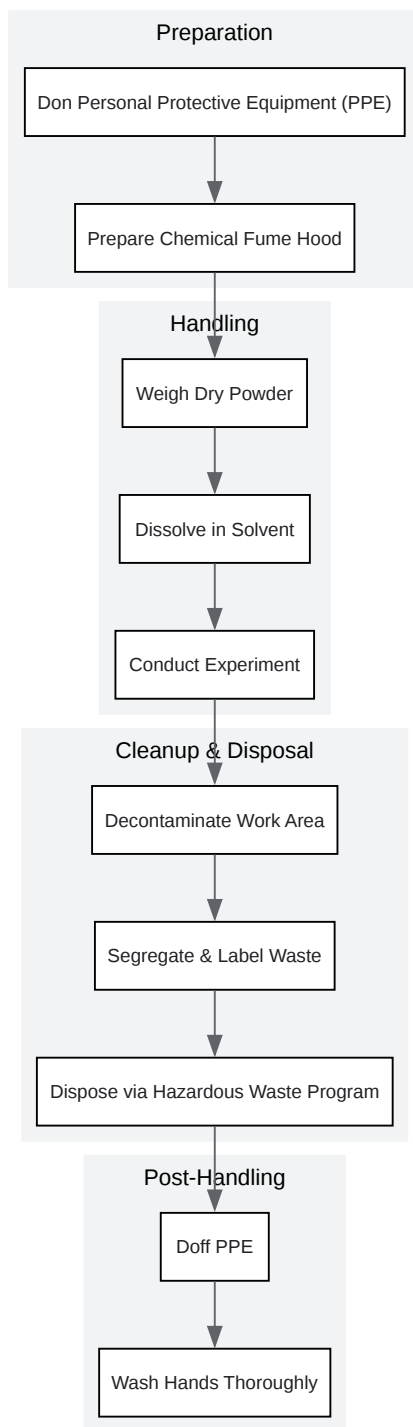 Preparation
Don Personal Protective Equipment (PPE)
Prepare Chemical Fume Hood
Handling
Weigh Dry Powder
Dissolve in Solvent
Conduct Experiment
Cleanup & Disposal
Decontaminate Work Area
Segregate & Label Waste
Dispose via Hazardous Waste Program
Post-Handling
Doff PPE
Wash Hands Thoroughly